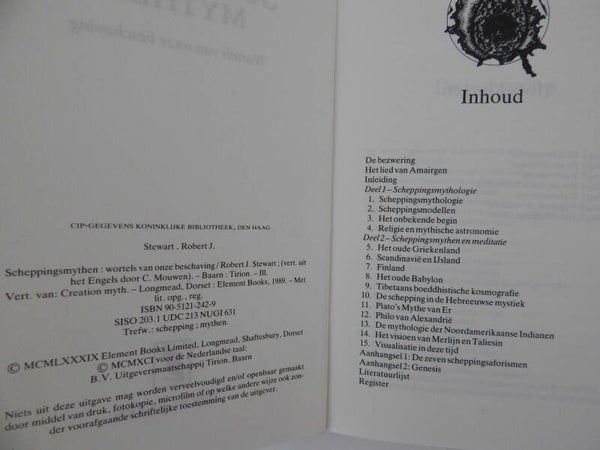 CIP-GEGEVENS KONINKLIJKE BIBLIOTHEEK, DEN HAAG
Stewart, Robert J.
Scheppingsmythen : wortels van onze beschaving / Robert J. Stewart ; (vert. uit
het Engels door C. Mouwen). – Baarn : Tirion. – Ill.
Vert. van: Creation myth. – Longmead, Dorset : Element Books, 1989. – Met
lit. opg., reg.
ISBN 90-5121-242-9
SISO 203.1 UDC 213 NUGI 631
Trefw.: schepping ; mythen.
© MCMLXXXIX Element Books Limited, Longmead, Shaftesbury, Dorset
© MCMXCI voor de Nederlandse taal:
B.V. Uitgeversmaatschappij Tirion, Baarn
Niets uit deze uitgave mag worden verveelvoudigd en/of openbaar gemaakt
door middel van druk, fotokopie, microfilm of op welke andere wijze ook zon-
der voorafgaande schriftelijke toestemming van de uitgever.
Inhoud
De bezwering
Het lied van Amairgen
Inleiding
Deel 1 – Scheppingsmythologie
1. Scheppingsmythologie
2. Scheppingsmodellen
3. Het onbekende begin
4. Religie en mythische astronomie
Deel 2 – Scheppingsmythen en meditatie
5. Het oude Griekenland
6. Scandinavië en IJsland
7. Finland
8. Het oude Babylon
9. Tibetaans boeddhistische kosmografie
10. De schepping in de Hebreeuwse mystiek
11. Plato's Mythe van Er
12. Philo van Alexandrië
13. De mythologie der Noordamerikaanse Indianen
14. Het visioen van Merlijn en Taliesin
15. Visualisatie in deze tijd
Aanhangsel 1: De zeven scheppingsaforismen
Aanhangsel 2: Genesis
Literatuurlijst
Register